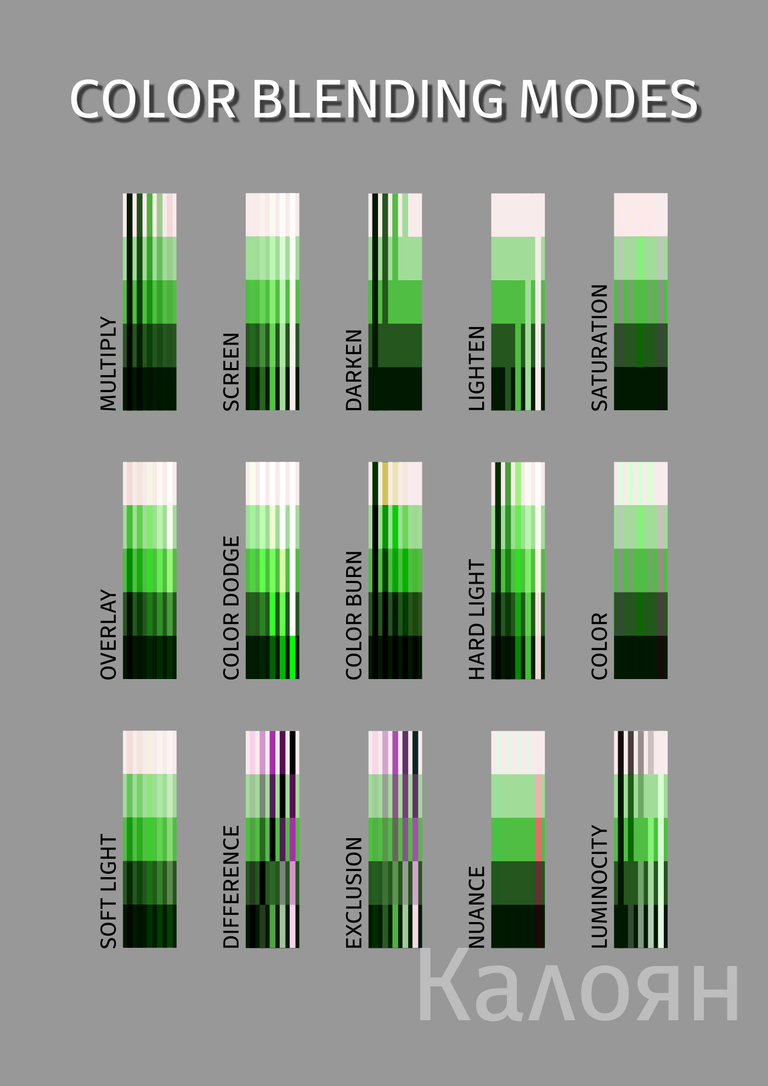 COLOR BLENDING MODES
MULTIPLY
SCREEN
DARKEN
LIGHTEN
SATURATION
OVERLAY
COLOR DODGE
COLOR BURN
HARD LIGHT
COLOR
SOFT LIGHT
DIFFERENCE
EXCLUSION
NUANCE
LUMINOCITY
Калоян